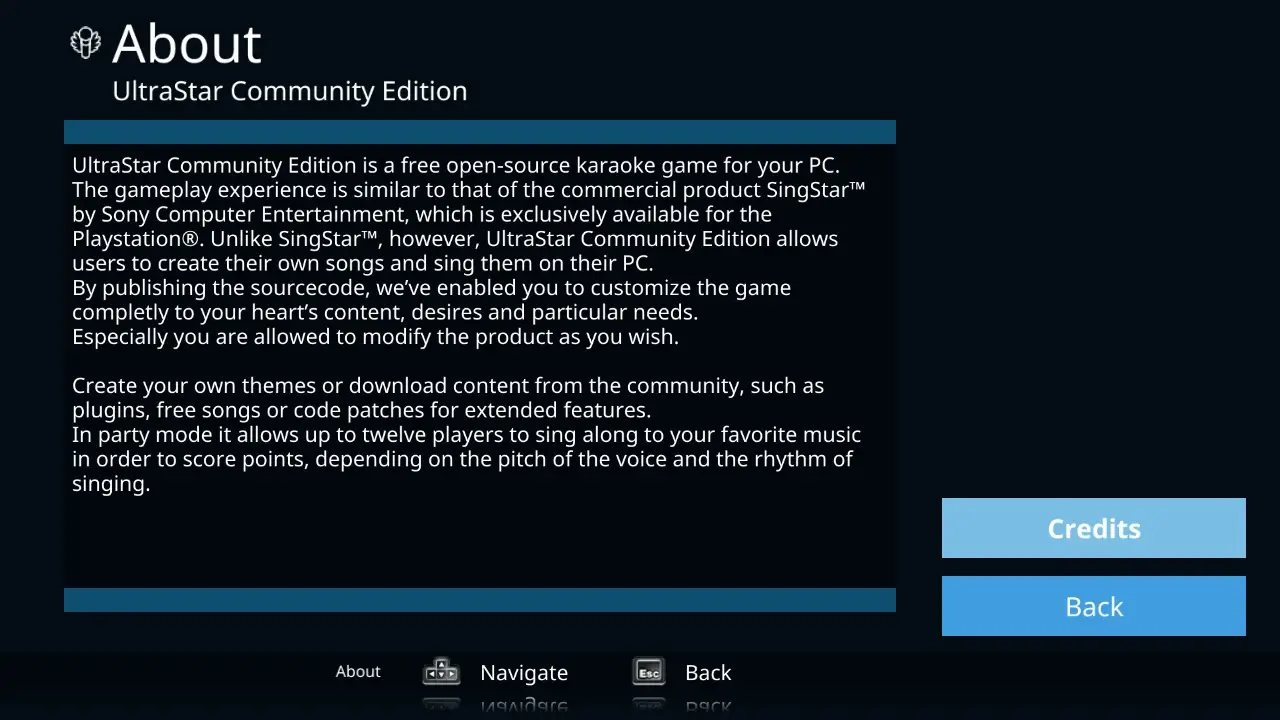 About
UltraStar Community Edition
UltraStar Community Edition is a free open-source karaoke game for your PC.
The gameplay experience is similar to that of the commercial product SingStar™
by Sony Computer Entertainment, which is exclusively available for the
Playstation®. Unlike SingStar™, however, UltraStar Community Edition allows
users to create their own songs and sing them on their PC.
By publishing the sourcecode, we’ve enabled you to customize the game
completly to your heart’s content, desires and particular needs.
Especially you are allowed to modify the product as you wish.
Create your own themes or download content from the community, such as
plugins, free songs or code patches for extended features.
In party mode it allows up to twelve players to sing along to your favorite music
in order to score points, depending on the pitch of the voice and the rhythm of
singing.
Credits
Back
About
Navigate
Esc
Back